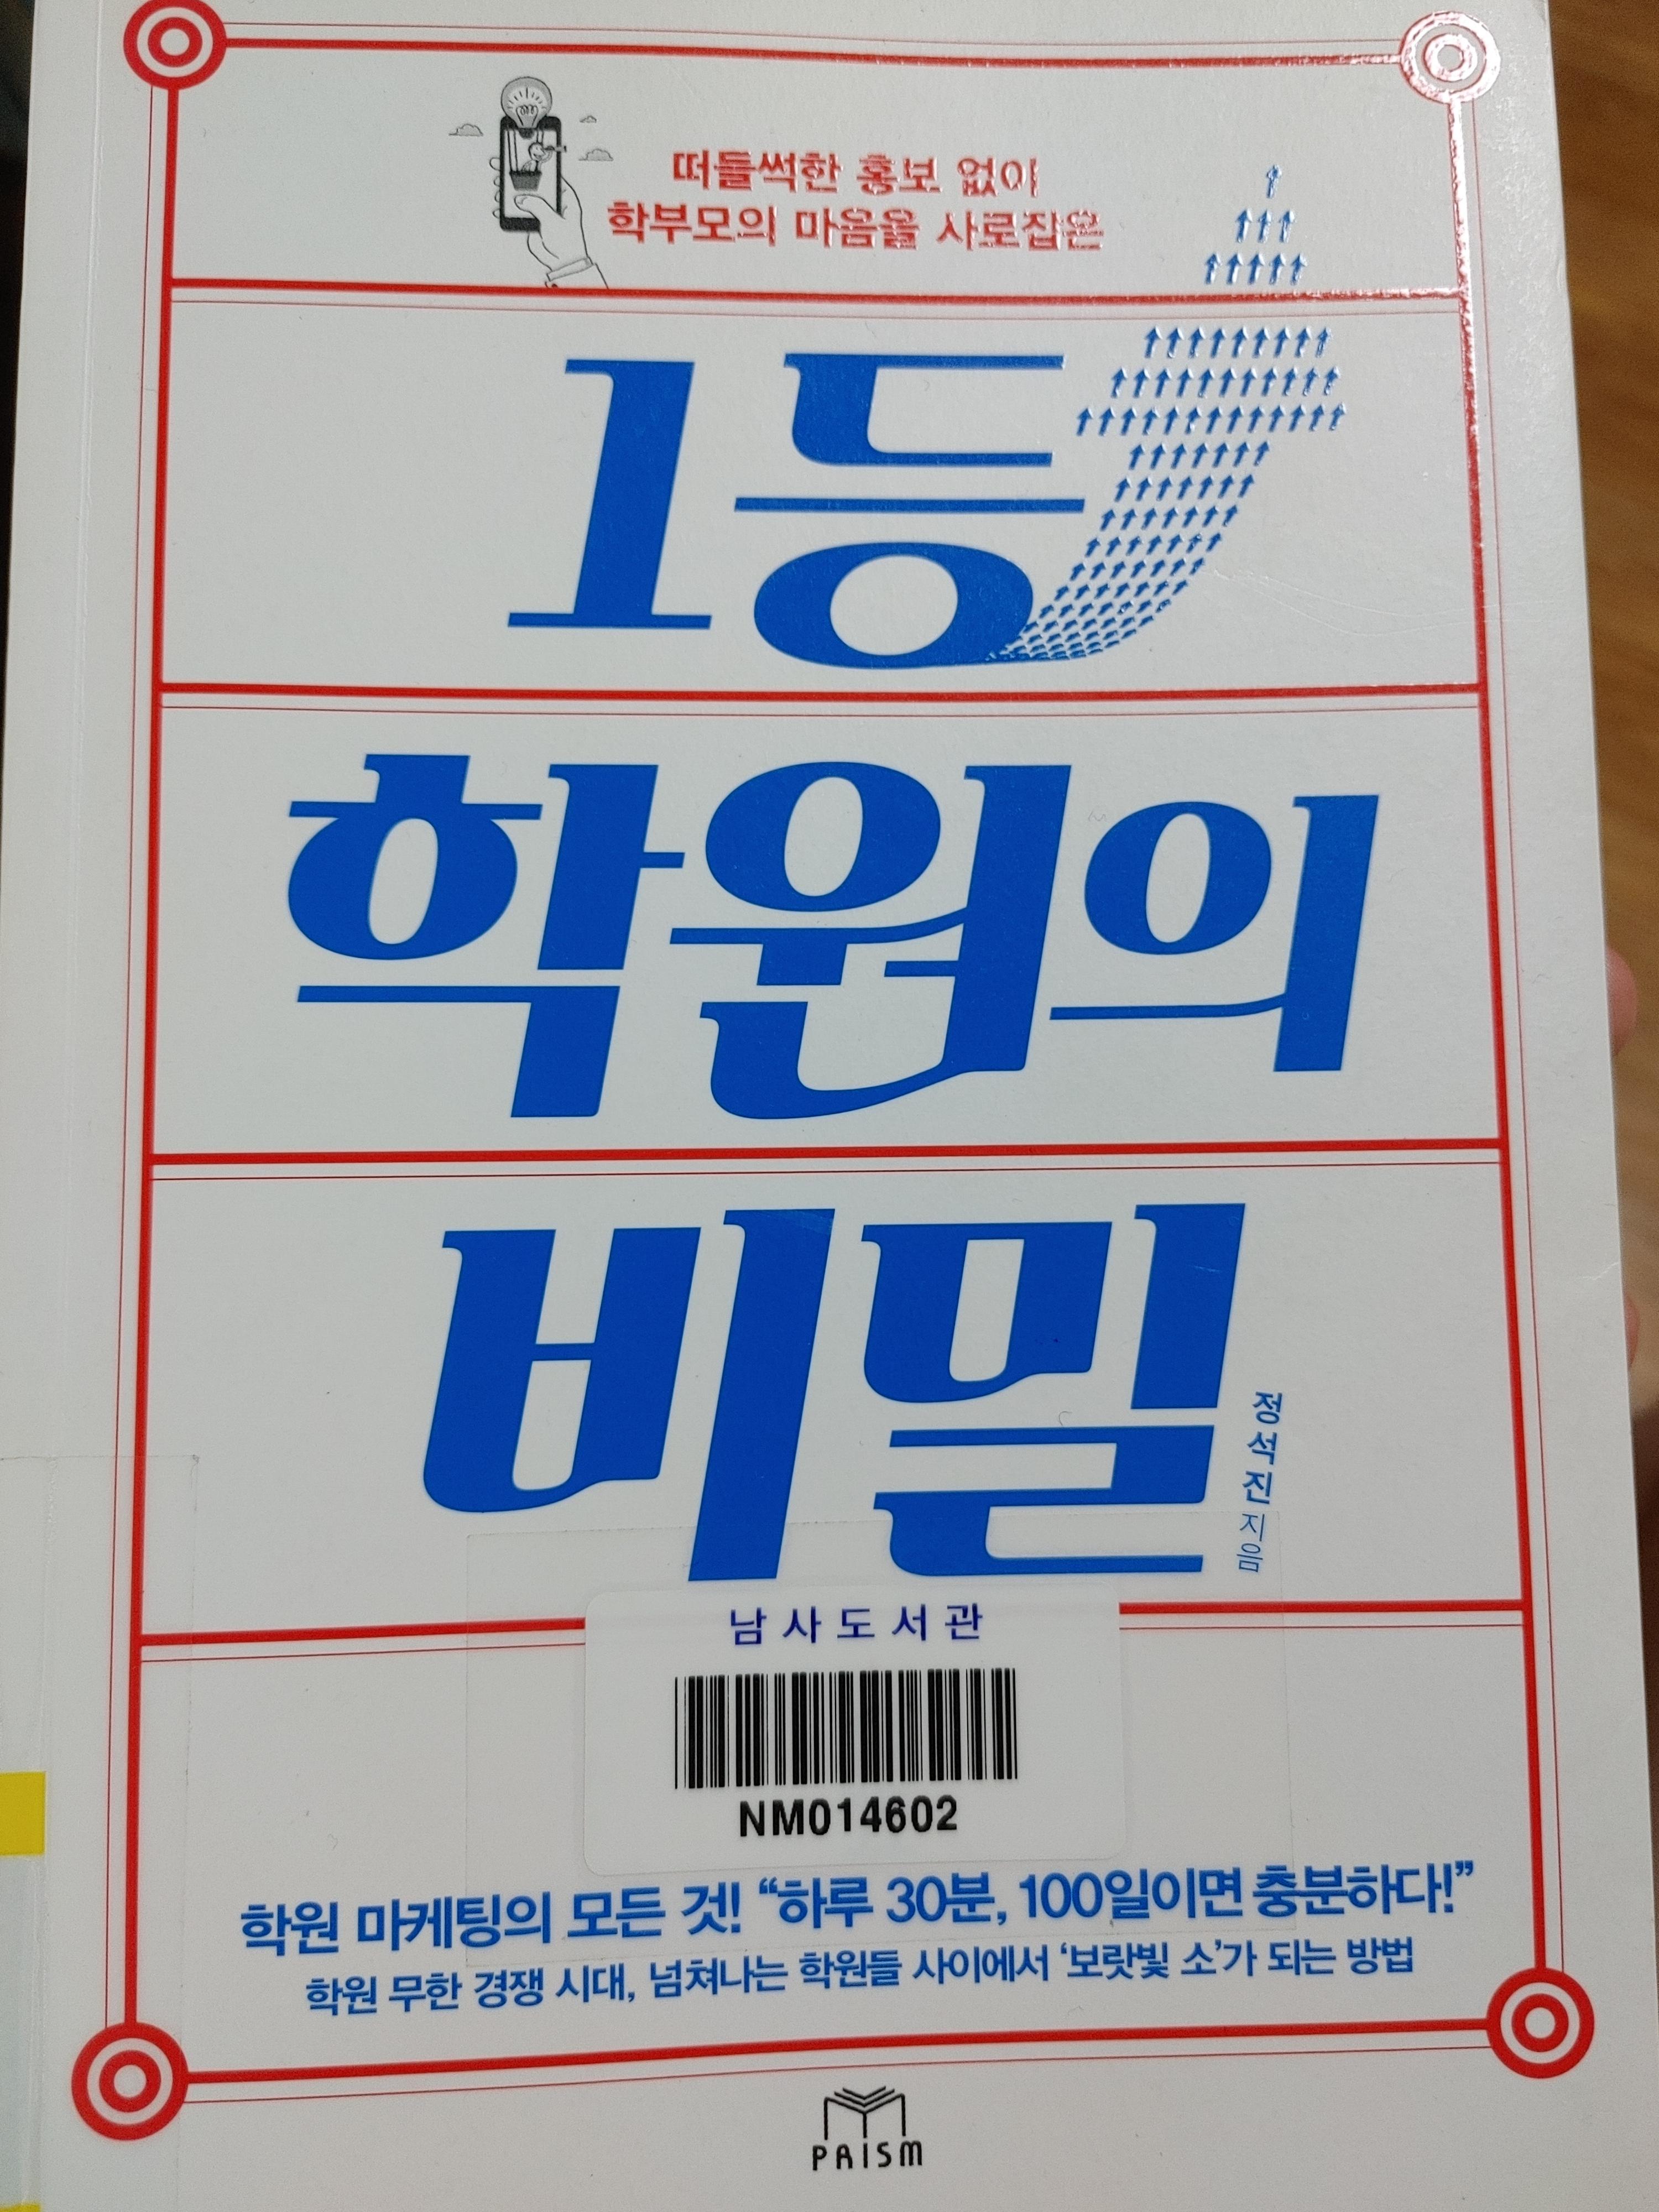 떠들썩한 홍보 없이
학부모의 마음을 사로잡은
1등
학원의
비밀
정석진 지음
남사도서관
NM014602
학원 마케팅의 모든 것! “하루 30분, 100일이면 충분하다!”
학원 무한 경쟁 시대, 넘쳐나는 학원들 사이에서 ‘보랏빛 소’가 되는 방법
PRISM